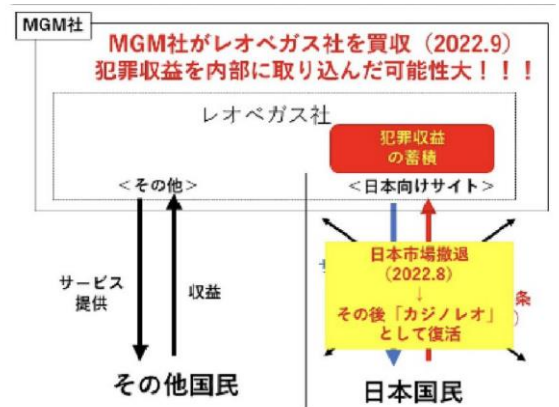 MGM社
MGM社がレオベガス社を買収（2022.9）
犯罪収益を内部に取り込んだ可能性大！！！
レオベガス社
犯罪収益
の蓄積
＜その他＞
＜日本向けサイト＞
サービス
提供
収益
日本市場撤退
（2022.8）
↓
その後「カジノレオ」
として復活
条
その他国民
日本国民